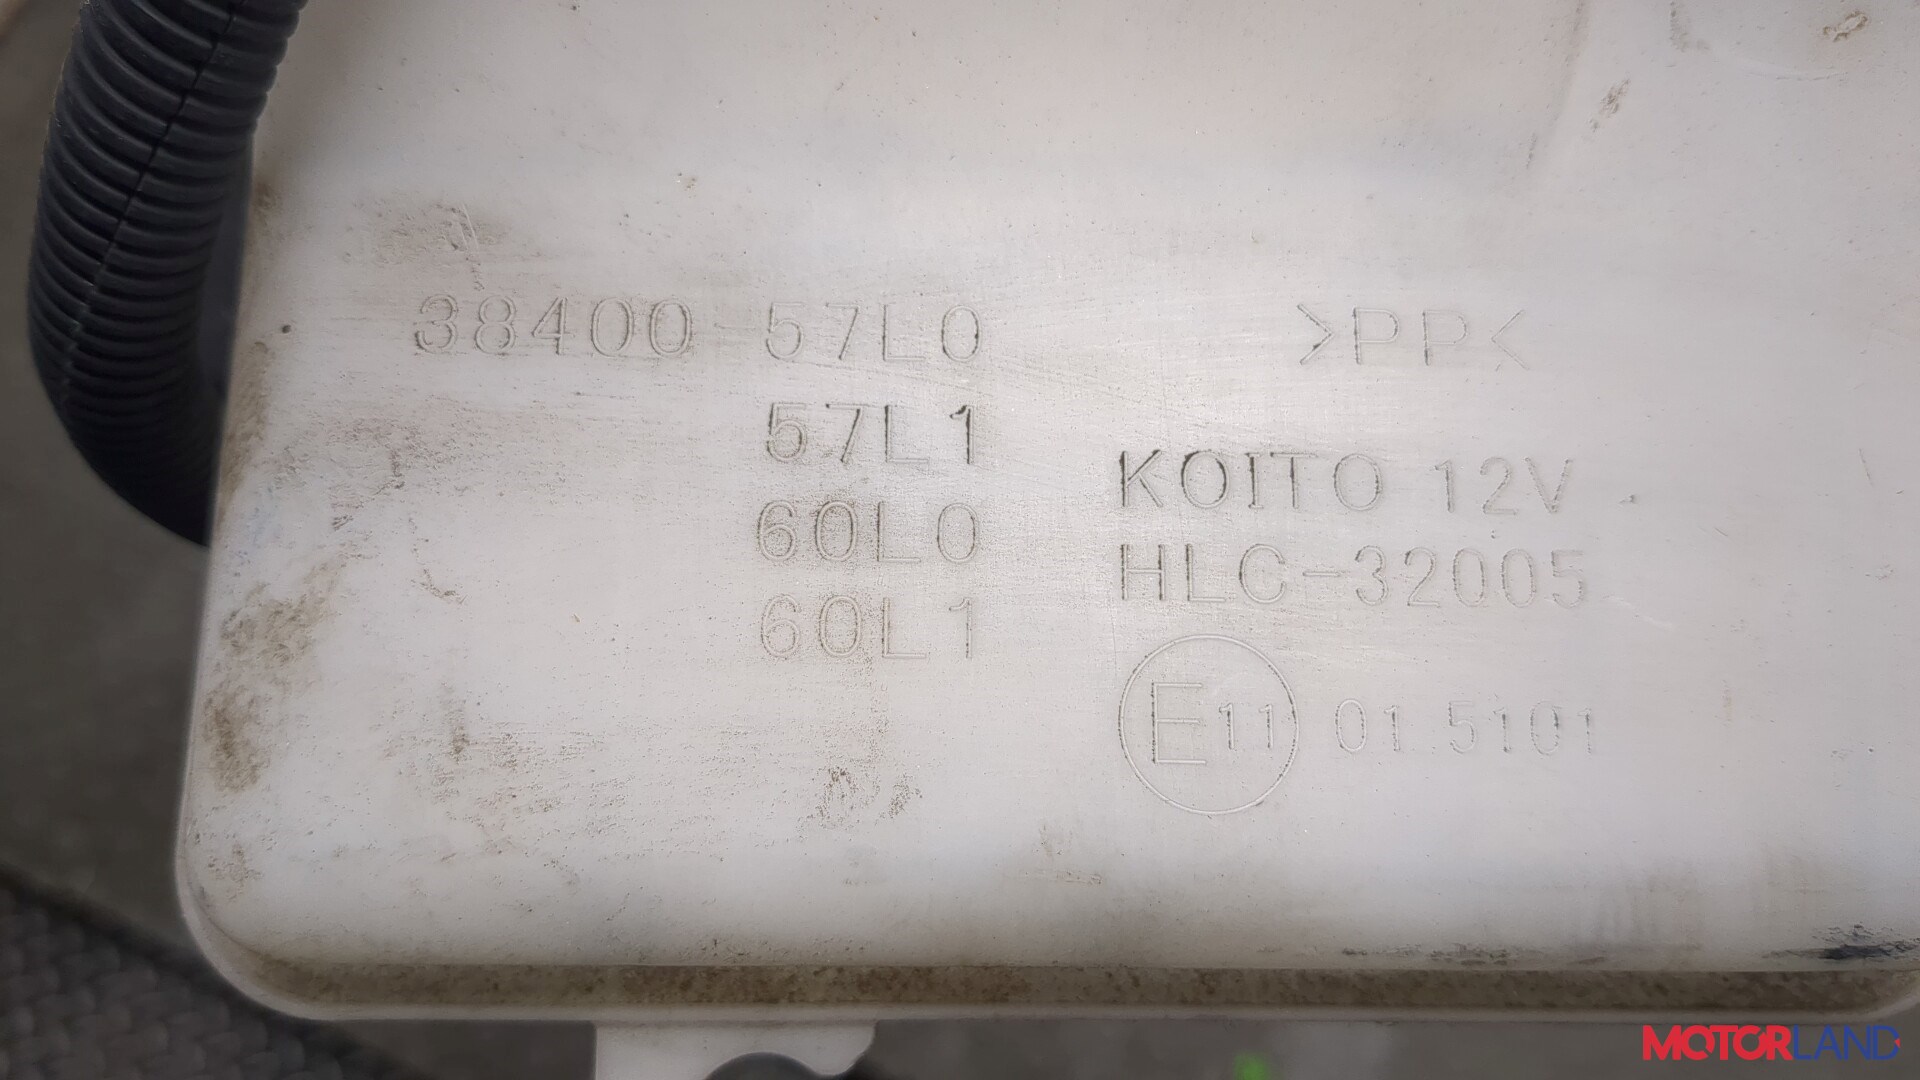 38400-57L0
57L1
60L0
60L1
>PP<
KOITO 12V
HLC-32005
E11 01 5101
MOTORLAND